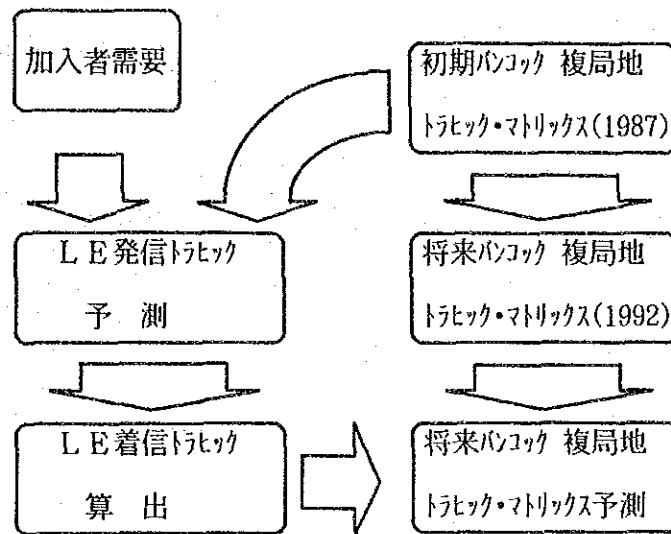 加入者需要
初期ﾊﾞﾝｺｯｸ 複局地
ﾄﾗﾋｯｸ・ﾏﾄﾘｯｸｽ(1987)
ＬＥ発信ﾄﾗﾋｯｸ
予 測
将来ﾊﾞﾝｺｯｸ 複局地
ﾄﾗﾋｯｸ・ﾏﾄﾘｯｸｽ(1992)
ＬＥ着信ﾄﾗﾋｯｸ
算 出
将来ﾊﾞﾝｺｯｸ 複局地
ﾄﾗﾋｯｸ・ﾏﾄﾘｯｸｽ予測